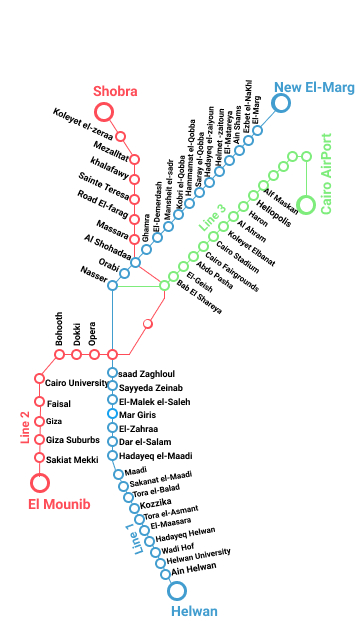 Shobra
Koleyet el-zeraa
Mezalltat
khalafawy
Sainte Teresa
Road El-farag
Massara
Al Shohadaa
Orabi
Nasser
New El-Marg
El-Marg
Ezbet el-NaKhl
Ain Shams
El-Matareya
Helmet -zaitoun
Hadayeq el-zaiyoun
Saray el-Qobba
Hammamat el-Qobba
Kobri el-Qobba
Manshelt el-sadr
El-Demerdash
Ghamra
Cairo AirPort
Line 3
Alf Maskan
Heliopolis
Haron
Al Ahram
Koleyet Elbanat
Cairo Stadium
Cairo Fairgrounds
Abdo Pasha
El-Geish
Bab El Shareya
Bohooth
Dokki
Opera
Cairo University
Faisal
Giza
Giza Suburbs
Sakiat Mekki
Line 2
El Mounib
saad Zaghloul
Sayyeda Zeinab
El-Malek el-Saleh
Mar Giris
El-Zahraa
Dar el-Salam
Hadayeq el-Maadi
Maadi
Sakanat el-Maadi
Tora el-Balad
Kozzika
Tora el-Asmant
El-Maasara
Hadayeq Helwan
Wadi Hof
Helwan University
Ain Helwan
Line 1
Helwan